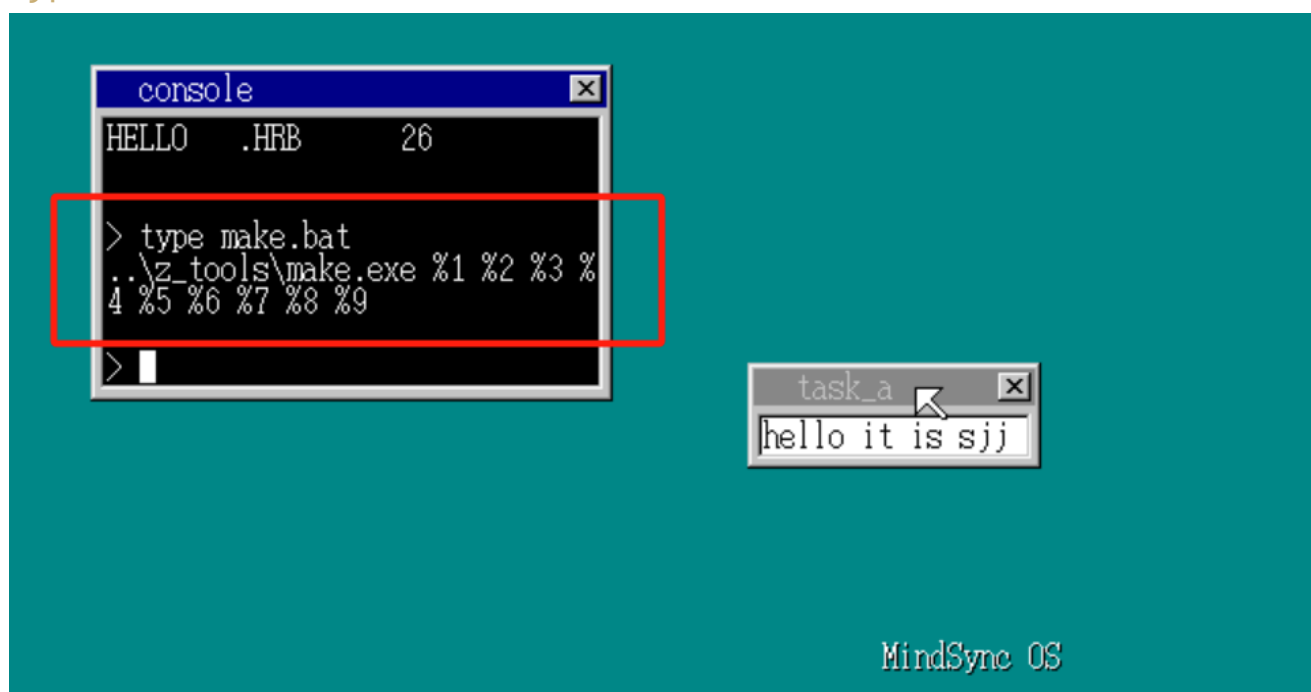 console
HELLO .HRB 26
> type make.bat
..\z_tools\make.exe %1 %2 %3 %
4 %5 %6 %7 %8 %9
>
task_a
hello it is sjj
MindSync OS